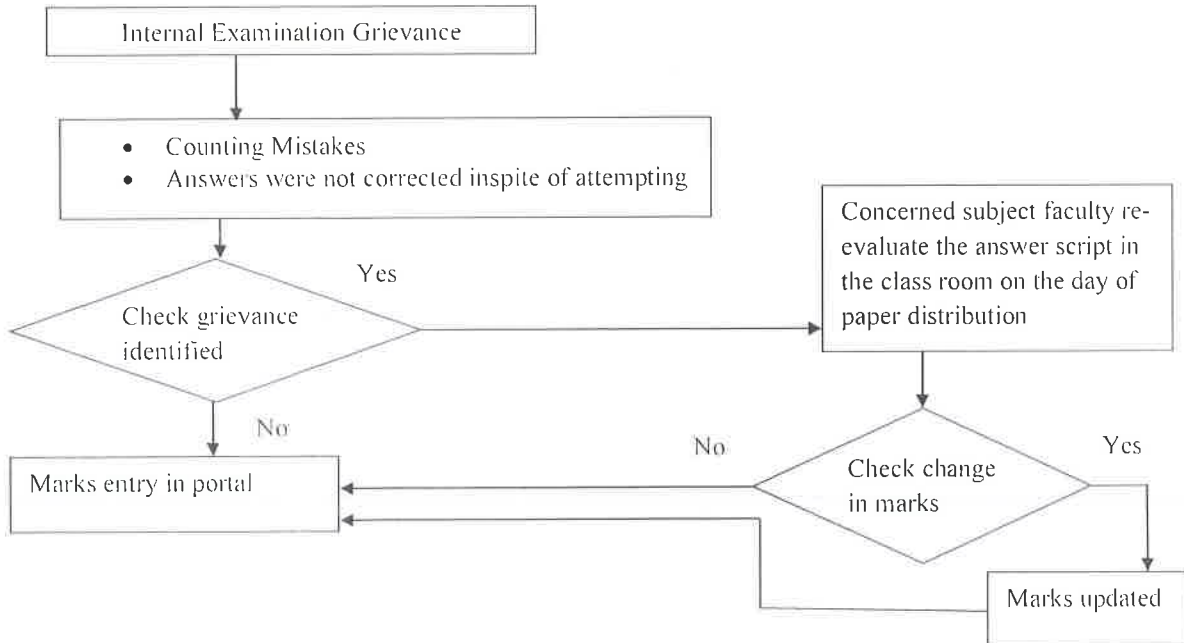 Internal Examination Grievance
• Counting Mistakes
• Answers were not corrected inspite of attempting
Concerned subject faculty re-
evaluate the answer script in
the class room on the day of
paper distribution
Yes
Check grievance
identified
No
No
Yes
Marks entry in portal
Check change
in marks
Marks updated